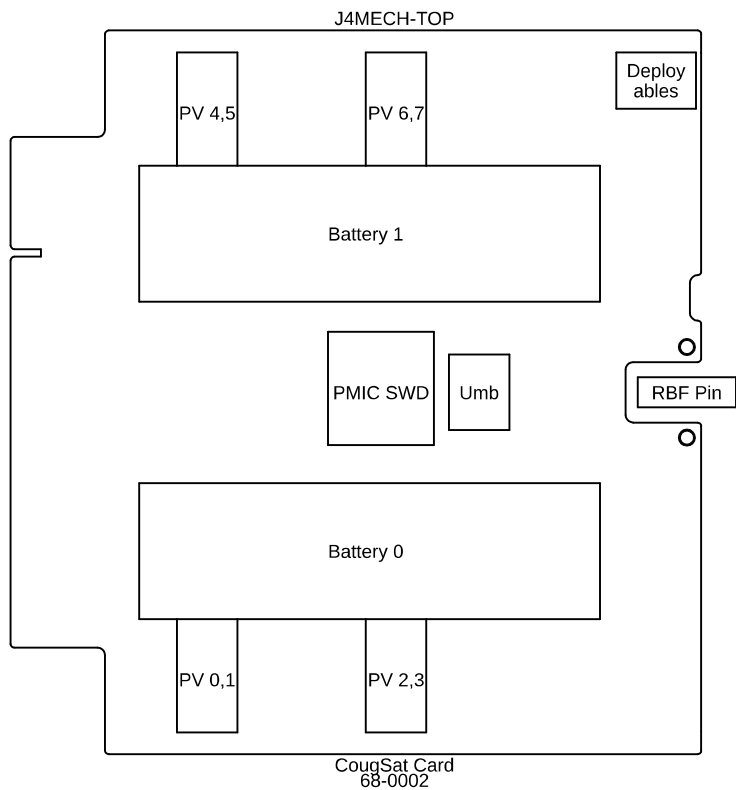 J4MECH-TOP
Deploy
ables
PV 4,5
PV 6,7
Battery 1
PMIC SWD
Umb
RBF Pin
Battery 0
PV 0,1
PV 2,3
CougSat Card
68-0002